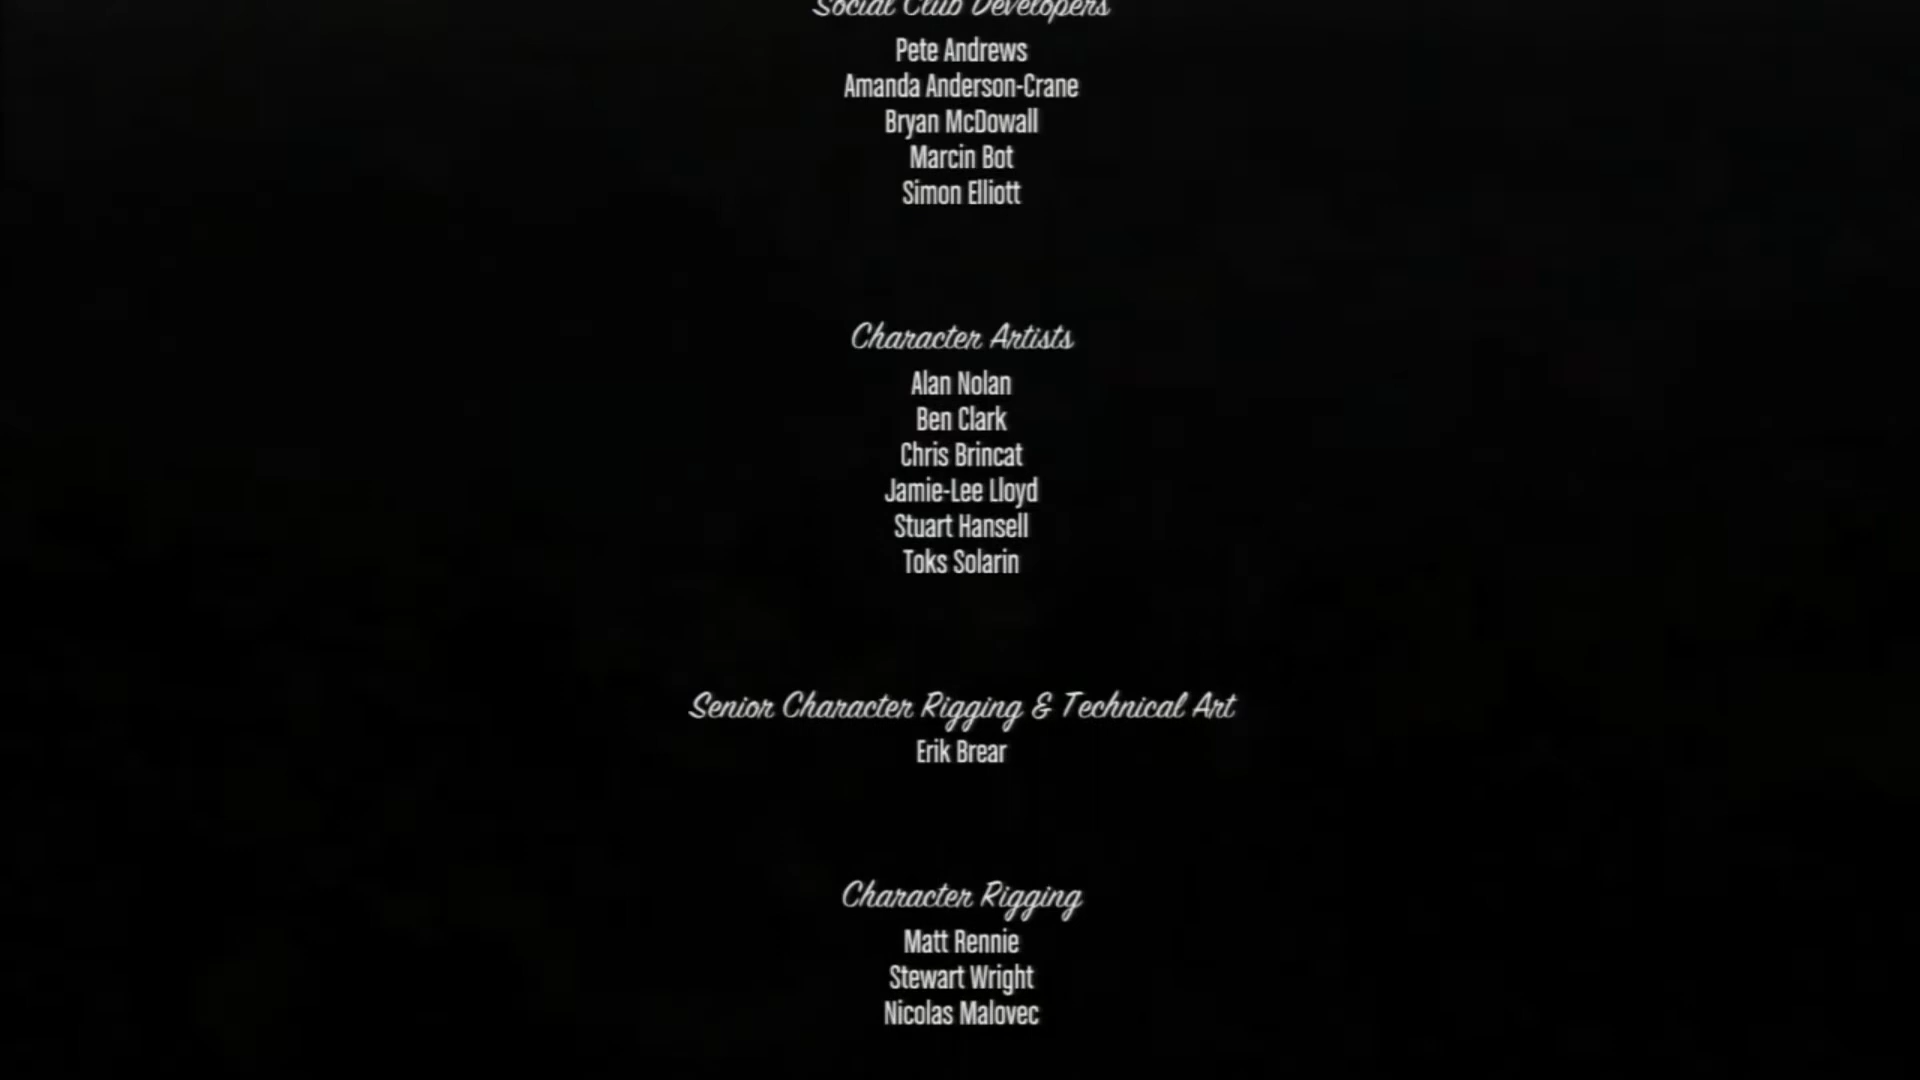 Social Club Developers
Pete Andrews
Amanda Anderson-Crane
Bryan McDowall
Marcin Bot
Simon Elliott
Character Artists
Alan Nolan
Ben Clark
Chris Brincat
Jamie-Lee Lloyd
Stuart Hansell
Toks Solarin
Senior Character Rigging & Technical Art
Erik Brear
Character Rigging
Matt Rennie
Stewart Wright
Nicolas Malovec